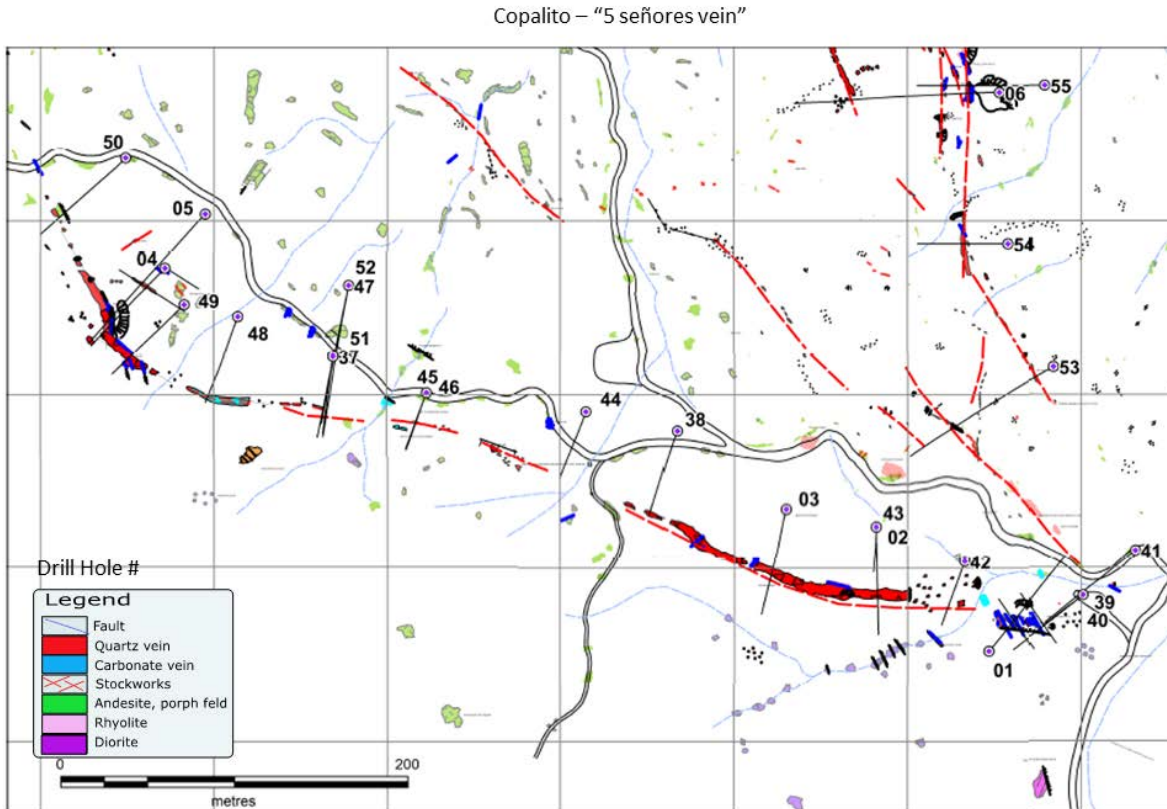 Copalito – “5 señores vein”
55
06
50
05
54
04
52
47
49
48
51
37
53
45
46
44
38
03
43
02
42
41
39
40
01
Drill Hole #
Legend
Fault
Quartz vein
Carbonate vein
Stockworks
Andesite, porph feld
Rhyolite
Diorite
0
200
metres